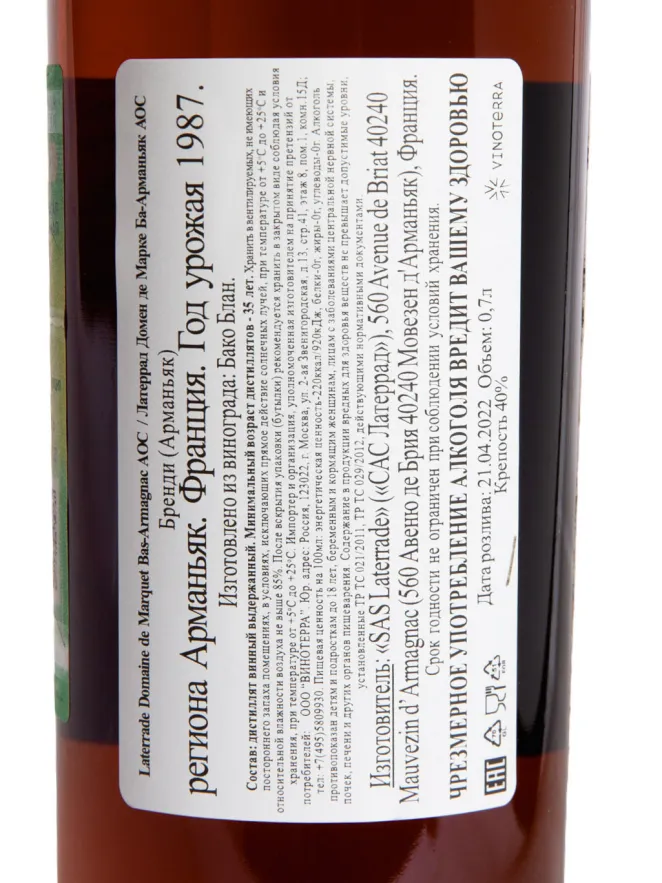 Laterrade Domaine de Marquet Bas-Armagnac AOC / Латеррад Домен де Марке Ба-Арманьяк АОС
Бренди (Арманьяк)
региона Арманьяк. Франция. Год урожая 1987.
Изготовлено из винограда: Бако Блан.
Состав: дистиллят винный выдержанный. Минимальный возраст дистиллятов - 35 лет. Хранить в вентилируемых, не имеющих
постороннего запаха помещениях, в условиях, исключающих прямое действие солнечных лучей, при температуре от +5°С до +25°С и
относительной влажности воздуха не выше 85%. После вскрытия упаковки (бутылки) рекомендуется хранить в закрытом виде соблюдая условия
хранения, при температуре от +5°С до +25°С. Импортер и организация, уполномоченная изготовителем на принятие претензий от
потребителей: ООО "ВИНОТЕРРА" Юр. адрес: Россия, 123022, г. Москва, ул. 2-ая Звенигородская, д.13, стр.41, этаж 8, пом.1, комн.15Д;
тел: +7(495)5809930. Пищевая ценность на 100мл: энергетическая ценность-220ккал/920кДж, белки-0г, жиры-0г, углеводы-0г. Алкоголь
противопоказан детям и подросткам до 18 лет, беременным и кормящим женщинам, лицам с заболеваниями центральной нервной системы,
почек, печени и других органов пищеварения. Содержание в продукции вредных для здоровья веществ не превышает допустимые уровни,
установленные ТР ТС 021/2011, ТР ТС 029/2012, действующими нормативными документами.
Изготовитель: «SAS Laterrade» («САС Латеррад»), 560 Avenue de Briat 40240
Mauvezin d' Armagnac (560 Авеню де Брия 40240 Мовезен д'Арманьяк), Франция.
Срок годности не ограничен при соблюдении условий хранения.
ЧРЕЗМЕРНОЕ УПОТРЕБЛЕНИЕ АЛКОГОЛЯ ВРЕДИТ ВАШЕМУ ЗДОРОВЬЮ
Дата розлива: 21.04.2022 Объем: 0,7л
Крепость 40%
EAC
VINOTERRA